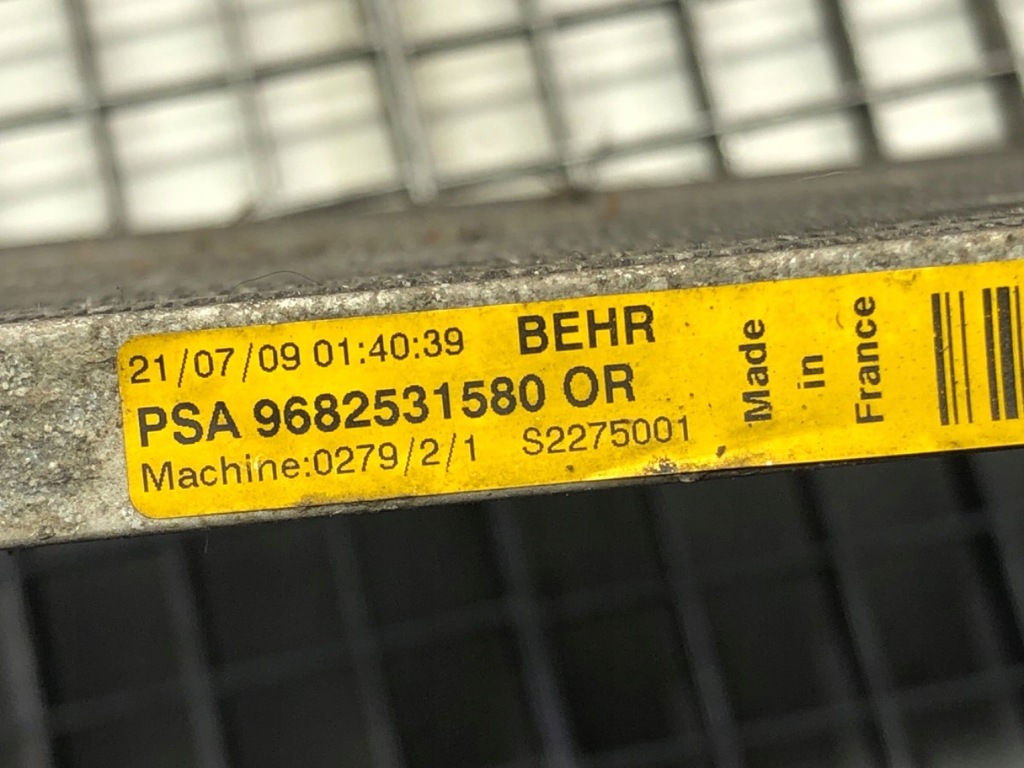 21/07/09 01:40:39 BEHR
PSA 9682531580 OR
Machine:0279/2/1 S2275001
Made
in
France